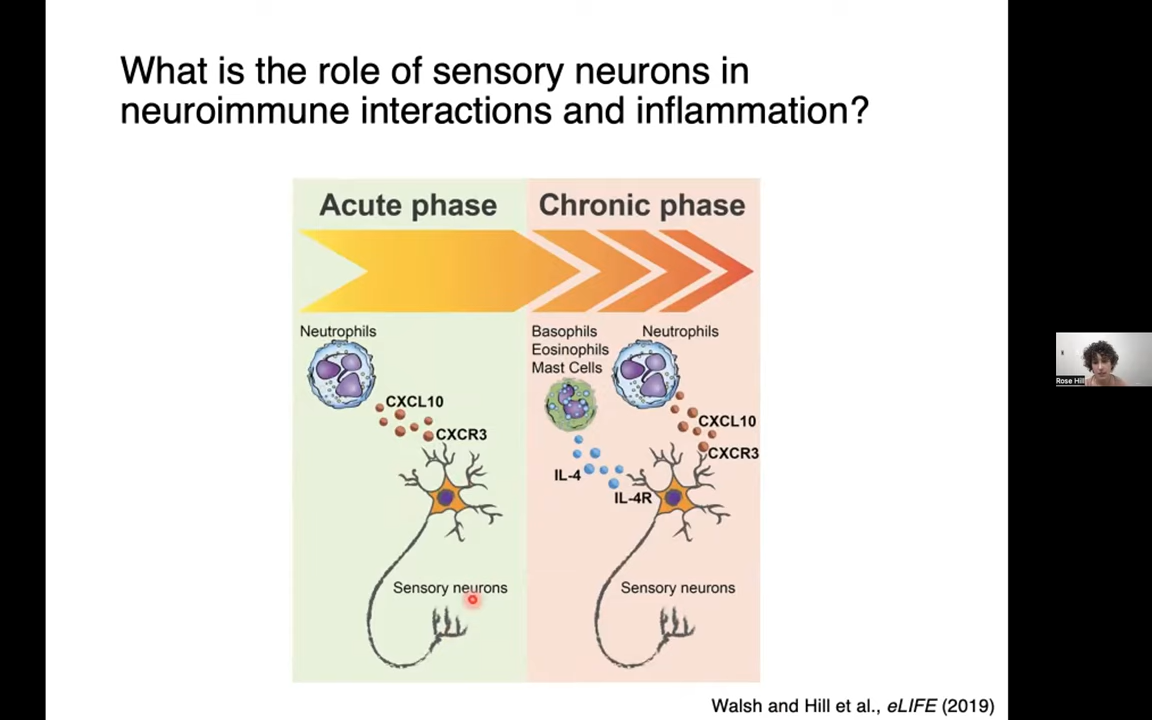 What is the role of sensory neurons in
neuroimmune interactions and inflammation?
Acute phase
Chronic phase
Neutrophils
CXCL10
CXCR3
Sensory neurons
Basophils
Eosinophils
Mast Cells
Neutrophils
CXCL10
CXCR3
IL-4
IL-4R
Sensory neurons
Walsh and Hill et al., eLIFE (2019)
Rose Hill